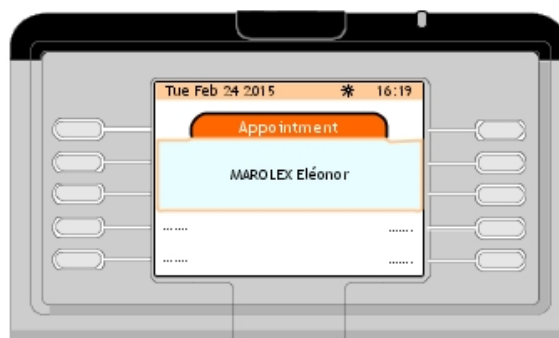 Tue Feb 24 2015 16:19
Appointment
MAROLEX Eléonor
....... .......
....... .......